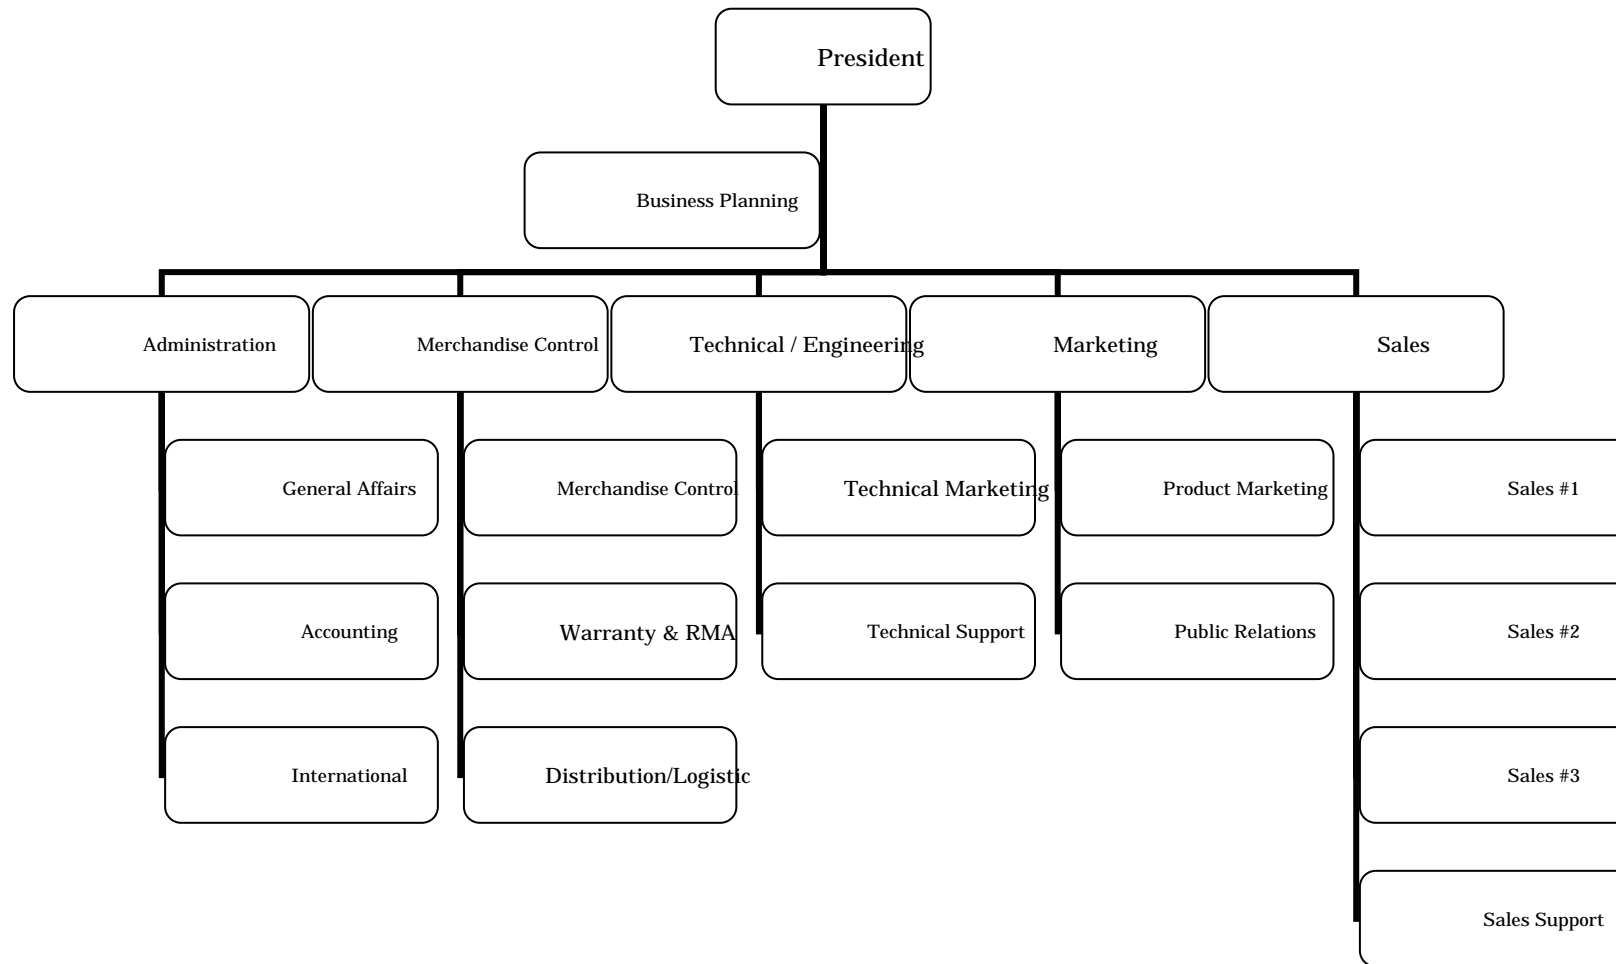 President
Business Planning
Administration
Merchandise Control
Technical / Engineering
Marketing
Sales
General Affairs
Merchandise Control
Technical Marketing
Product Marketing
Sales #1
Accounting
Warranty & RMA
Technical Support
Public Relations
Sales #2
International
Distribution/Logistic
Sales #3
Sales Support